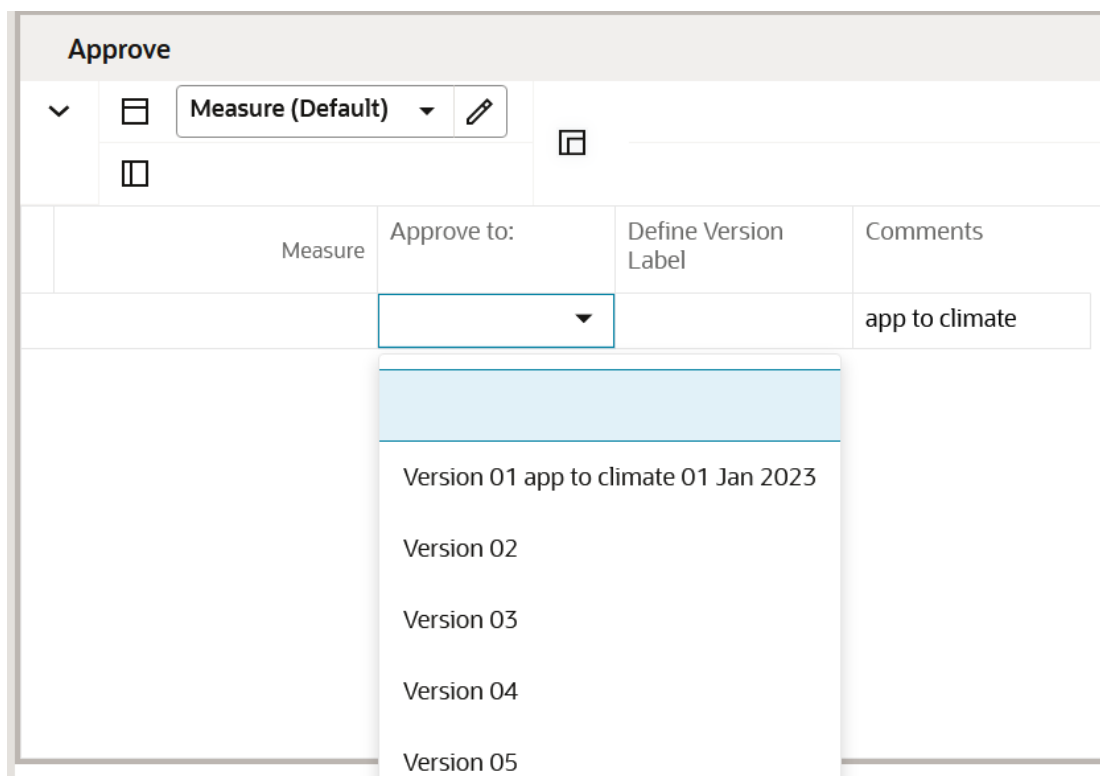 Approve
Measure (Default)
Measure
Approve to:
Define Version
Label
Comments
app to climate
Version 01 app to climate 01 Jan 2023
Version 02
Version 03
Version 04
Version 05